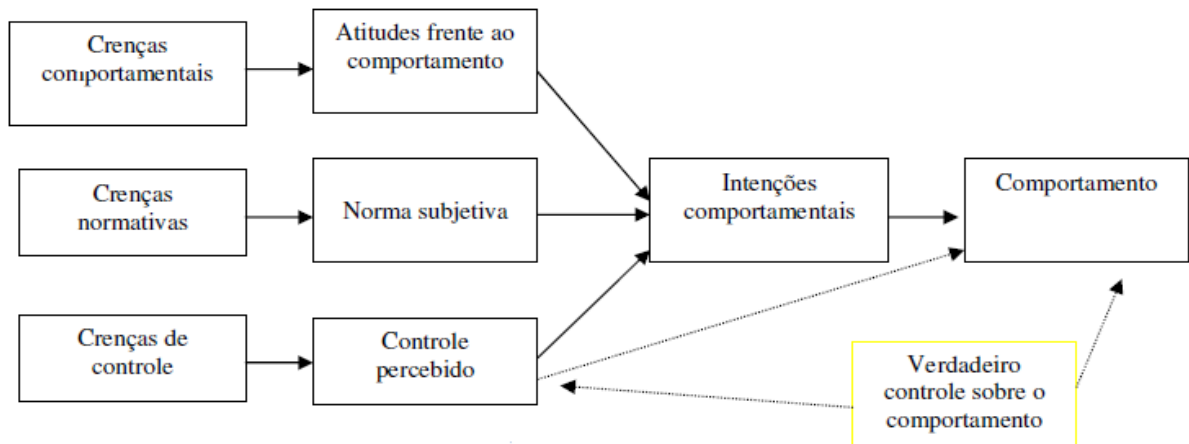 Crenças
comportamentais
Atitudes frente ao
comportamento
Crenças
normativas
Norma subjetiva
Intenções
comportamentais
Comportamento
Crenças de
controle
Controle
percebido
Verdadeiro
controle sobre o
comportamento